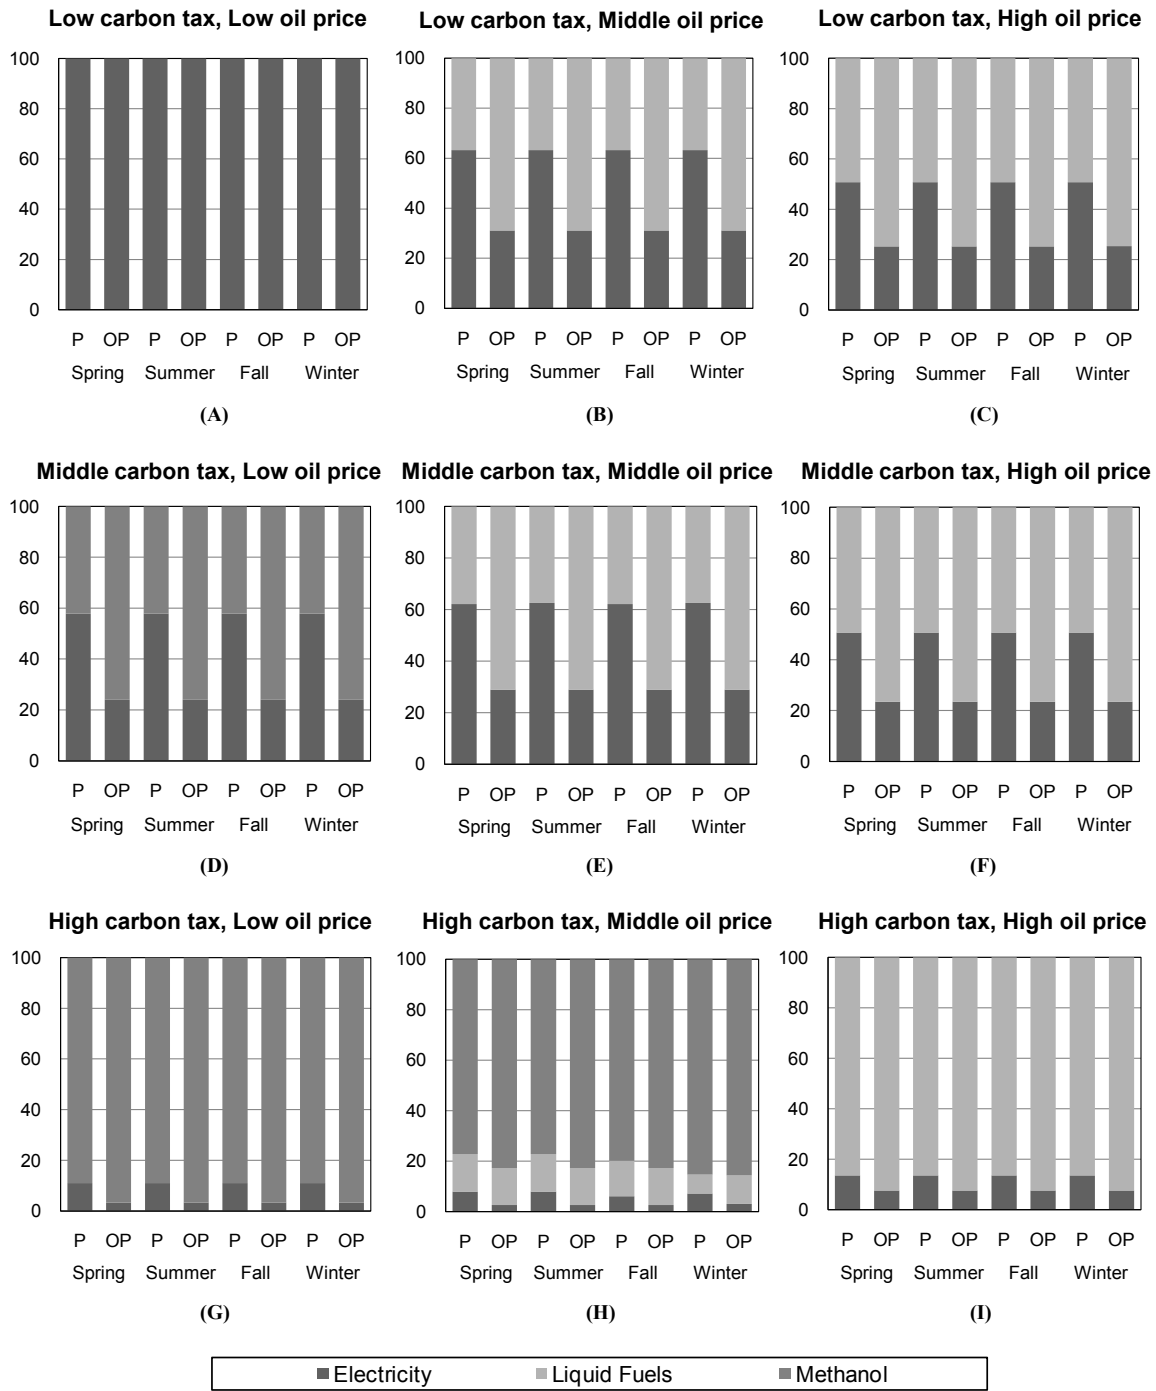 Low carbon tax, Low oil price
Low carbon tax, Middle oil price
Low carbon tax, High oil price
100
80
60
40
20
0
P OP P OP P OP P OP
Spring Summer Fall Winter
(A)
100
80
60
40
20
0
P OP P OP P OP P OP
Spring Summer Fall Winter
(B)
100
80
60
40
20
0
P OP P OP P OP P OP
Spring Summer Fall Winter
(C)
Middle carbon tax, Low oil price
Middle carbon tax, Middle oil price
Middle carbon tax, High oil price
100
80
60
40
20
0
P OP P OP P OP P OP
Spring Summer Fall Winter
(D)
100
80
60
40
20
0
P OP P OP P OP P OP
Spring Summer Fall Winter
(E)
100
80
60
40
20
0
P OP P OP P OP P OP
Spring Summer Fall Winter
(F)
High carbon tax, Low oil price
High carbon tax, Middle oil price
High carbon tax, High oil price
100
80
60
40
20
0
P OP P OP P OP P OP
Spring Summer Fall Winter
(G)
100
80
60
40
20
0
P OP P OP P OP P OP
Spring Summer Fall Winter
(H)
100
80
60
40
20
0
P OP P OP P OP P OP
Spring Summer Fall Winter
(I)
Electricity Liquid Fuels Methanol